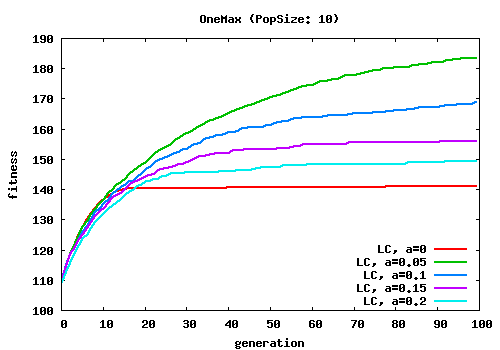 OneMax (PopSize: 10)
190
180
170
160
150
140
130
120
110
100
fitness
LC, a=0
LC, a=0.05
LC, a=0.1
LC, a=0.15
LC, a=0.2
0 10 20 30 40 50 60 70 80 90 100
generation